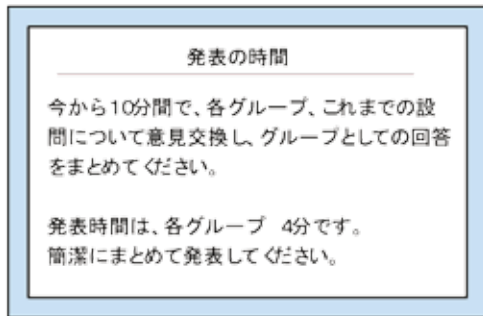 発表の時間
今から10分間で、各グループ、これまでの設
問について意見交換し、グループとしての回答
をまとめてください。
発表時間は、各グループ　4分です。
簡潔にまとめて発表してください。